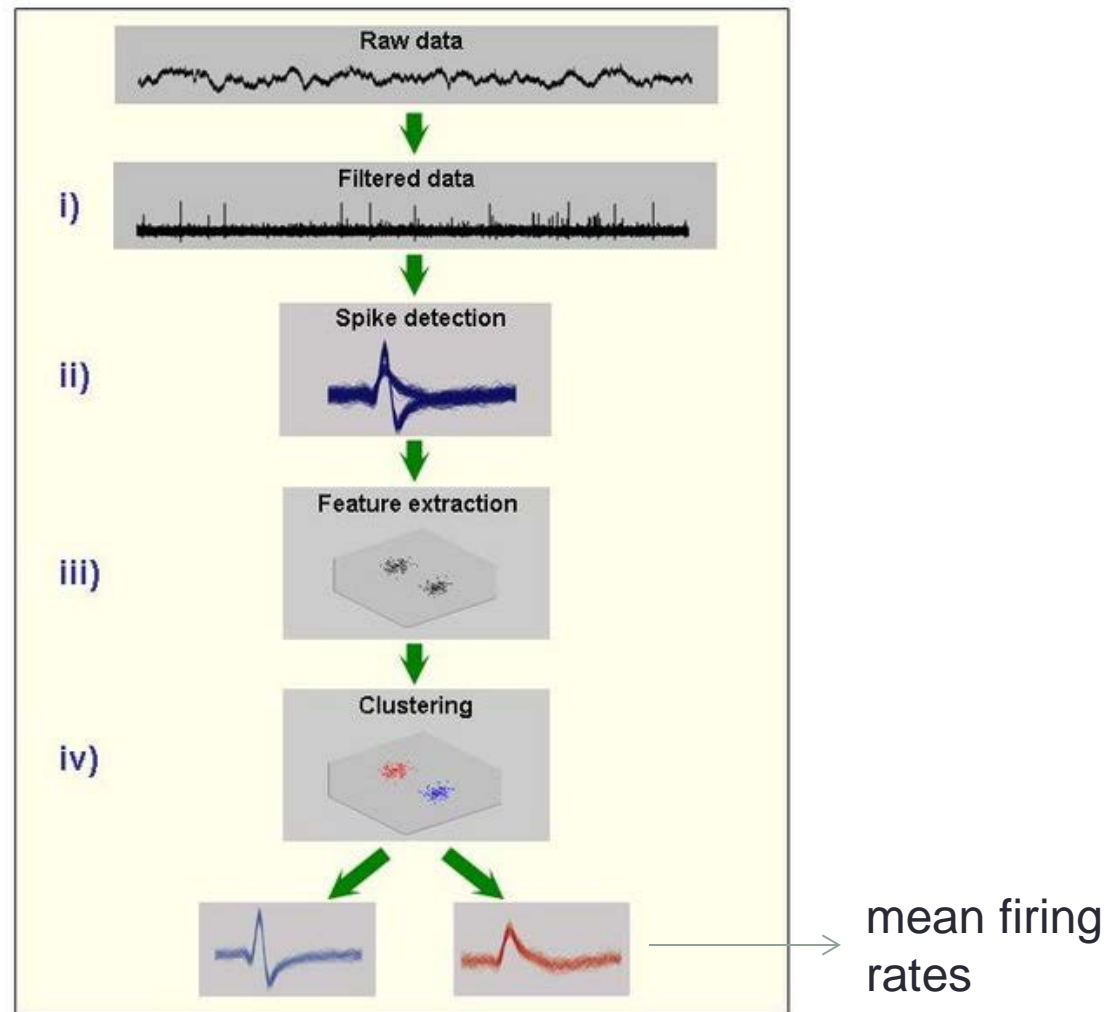 Raw data
i)
Filtered data
ii)
Spike detection
iii)
Feature extraction
iv)
Clustering
mean firing
rates